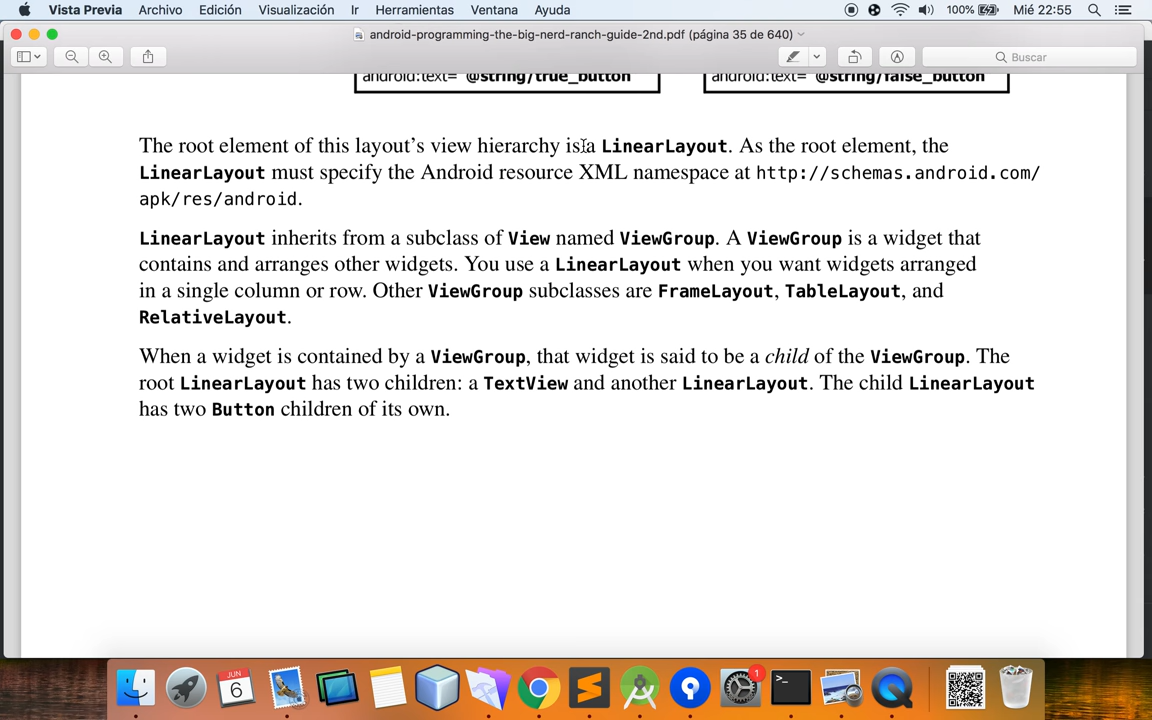 Vista Previa Archivo Edición Visualización Ir Herramientas Ventana Ayuda 100% Mié 22:55
android-programming-the-big-nerd-ranch-guide-2nd.pdf (página 35 de 640)
Buscar
android:text="@string/true_button android:text="@string/false_button
The root element of this layout’s view hierarchy is a LinearLayout. As the root element, the
LinearLayout must specify the Android resource XML namespace at http://schemas.android.com/
apk/res/android.
LinearLayout inherits from a subclass of View named ViewGroup. A ViewGroup is a widget that
contains and arranges other widgets. You use a LinearLayout when you want widgets arranged
in a single column or row. Other ViewGroup subclasses are FrameLayout, TableLayout, and
RelativeLayout.
When a widget is contained by a ViewGroup, that widget is said to be a child of the ViewGroup. The
root LinearLayout has two children: a TextView and another LinearLayout. The child LinearLayout
has two Button children of its own.
JUN
6
>_
1